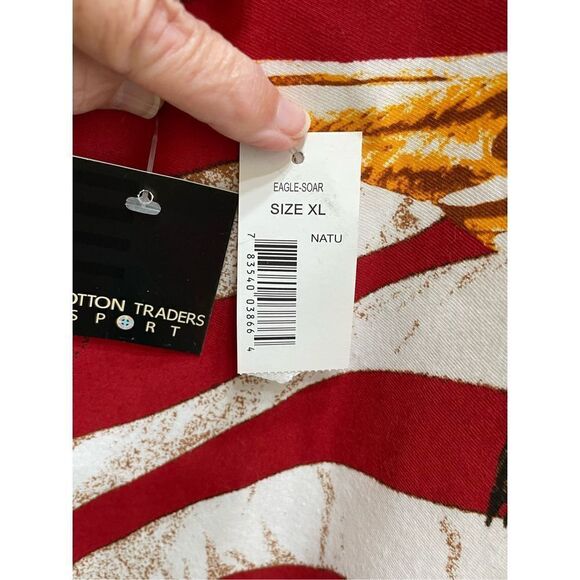 EAGLE-SOAR
SIZE XL
NATU
7 83540 03866 4
OTTON TRADERS
SPORT